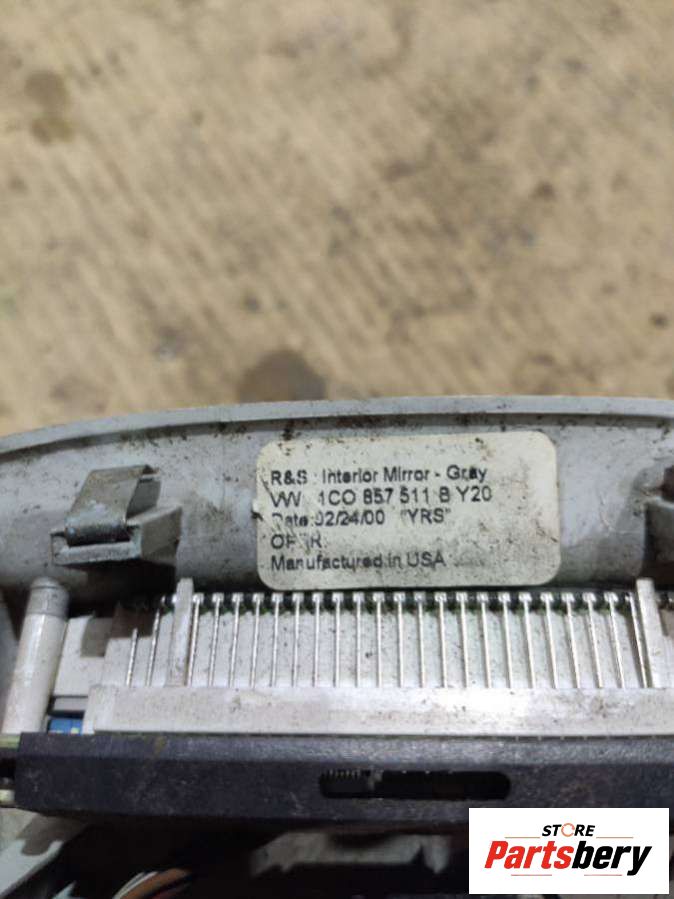 R&S : Interior Mirror - Gray
VW 1C0 857 511 B Y20
Date:02/24/00 "YRS"
Manufactured in USA
STORE
Partsbery